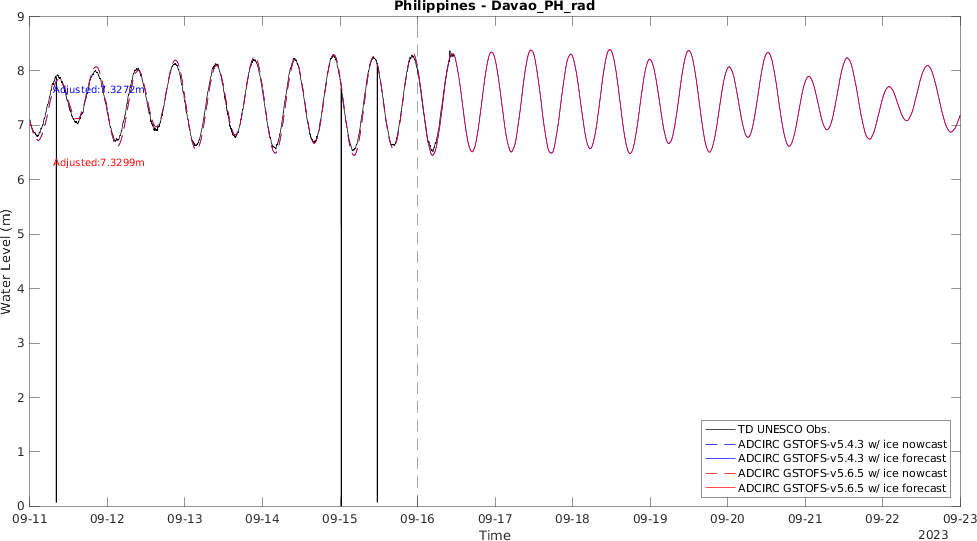 Philippines - Davao_PH_rad
9
8
7
6
5
4
3
2
1
0
Water Level (m)
Adjusted:7.3272m
Adjusted:7.3299m
TD UNESCO Obs.
ADCIRC GSTOFS-v5.4.3 w/ ice nowcast
ADCIRC GSTOFS-v5.4.3 w/ ice forecast
ADCIRC GSTOFS-v5.6.5 w/ ice nowcast
ADCIRC GSTOFS-v5.6.5 w/ ice forecast
09-11 09-12 09-13 09-14 09-15 09-16 09-17 09-18 09-19 09-20 09-21 09-22 09-23
Time
2023